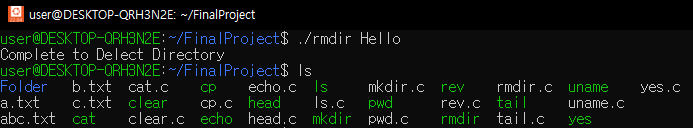 user@DESKTOP-QRH3N2E: ~/FinalProject
user@DESKTOP-QRH3N2E:~/FinalProject$ ./rmdir Hello
Complete to Delect Directory
user@DESKTOP-QRH3N2E:~/FinalProject$ ls
Folder b.txt cat.c cp echo.c ls mkdir.c rev rmdir.c uname yes.c
a.txt c.txt clear cp.c head ls.c pwd rev.c tail uname.c
abc.txt cat clear.c echo head.c mkdir pwd.c rmdir tail.c yes